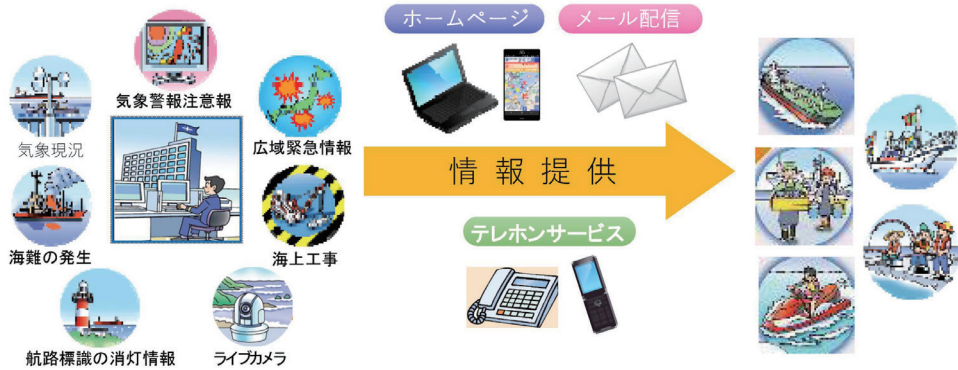 ホームページ
メール配信
気象警報注意報
気象現況
広域緊急情報
情報提供
海難の発生
海上工事
テレホンサービス
航路標識の消灯情報
ライブカメラ